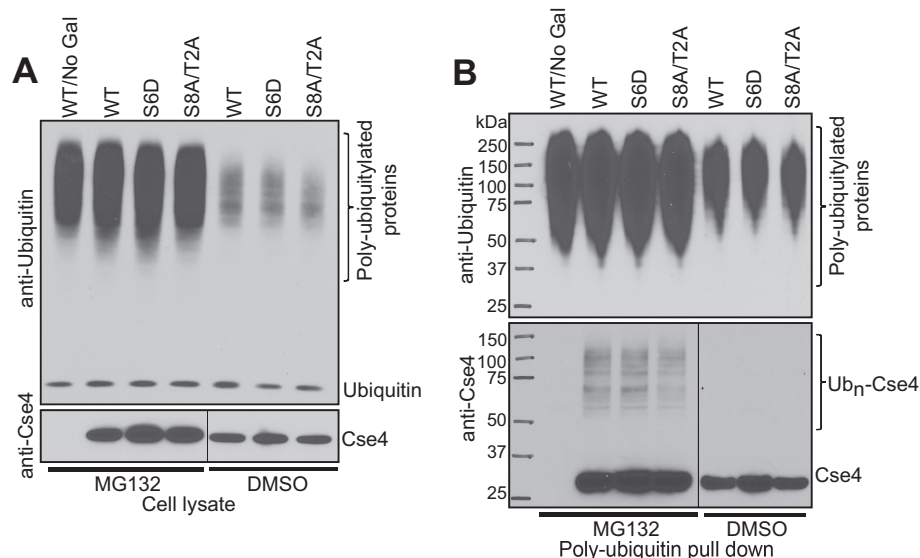 A
WT/No Gal
WT
S6D
S8A/T2A
WT
S6D
S8A/T2A
anti-Ubiquitin
Poly-ubiquitylated
proteins
Ubiquitin
anti-Cse4
Cse4
MG132
DMSO
Cell lysate
B
WT/No Gal
WT
S6D
S8A/T2A
WT
S6D
S8A/T2A
kDa
250
150
100
75
50
37
25
anti-Ubiquitin
Poly-ubiquitylated
proteins
150
100
75
50
37
25
anti-Cse4
Ubn-Cse4
Cse4
MG132
DMSO
Poly-ubiquitin pull down